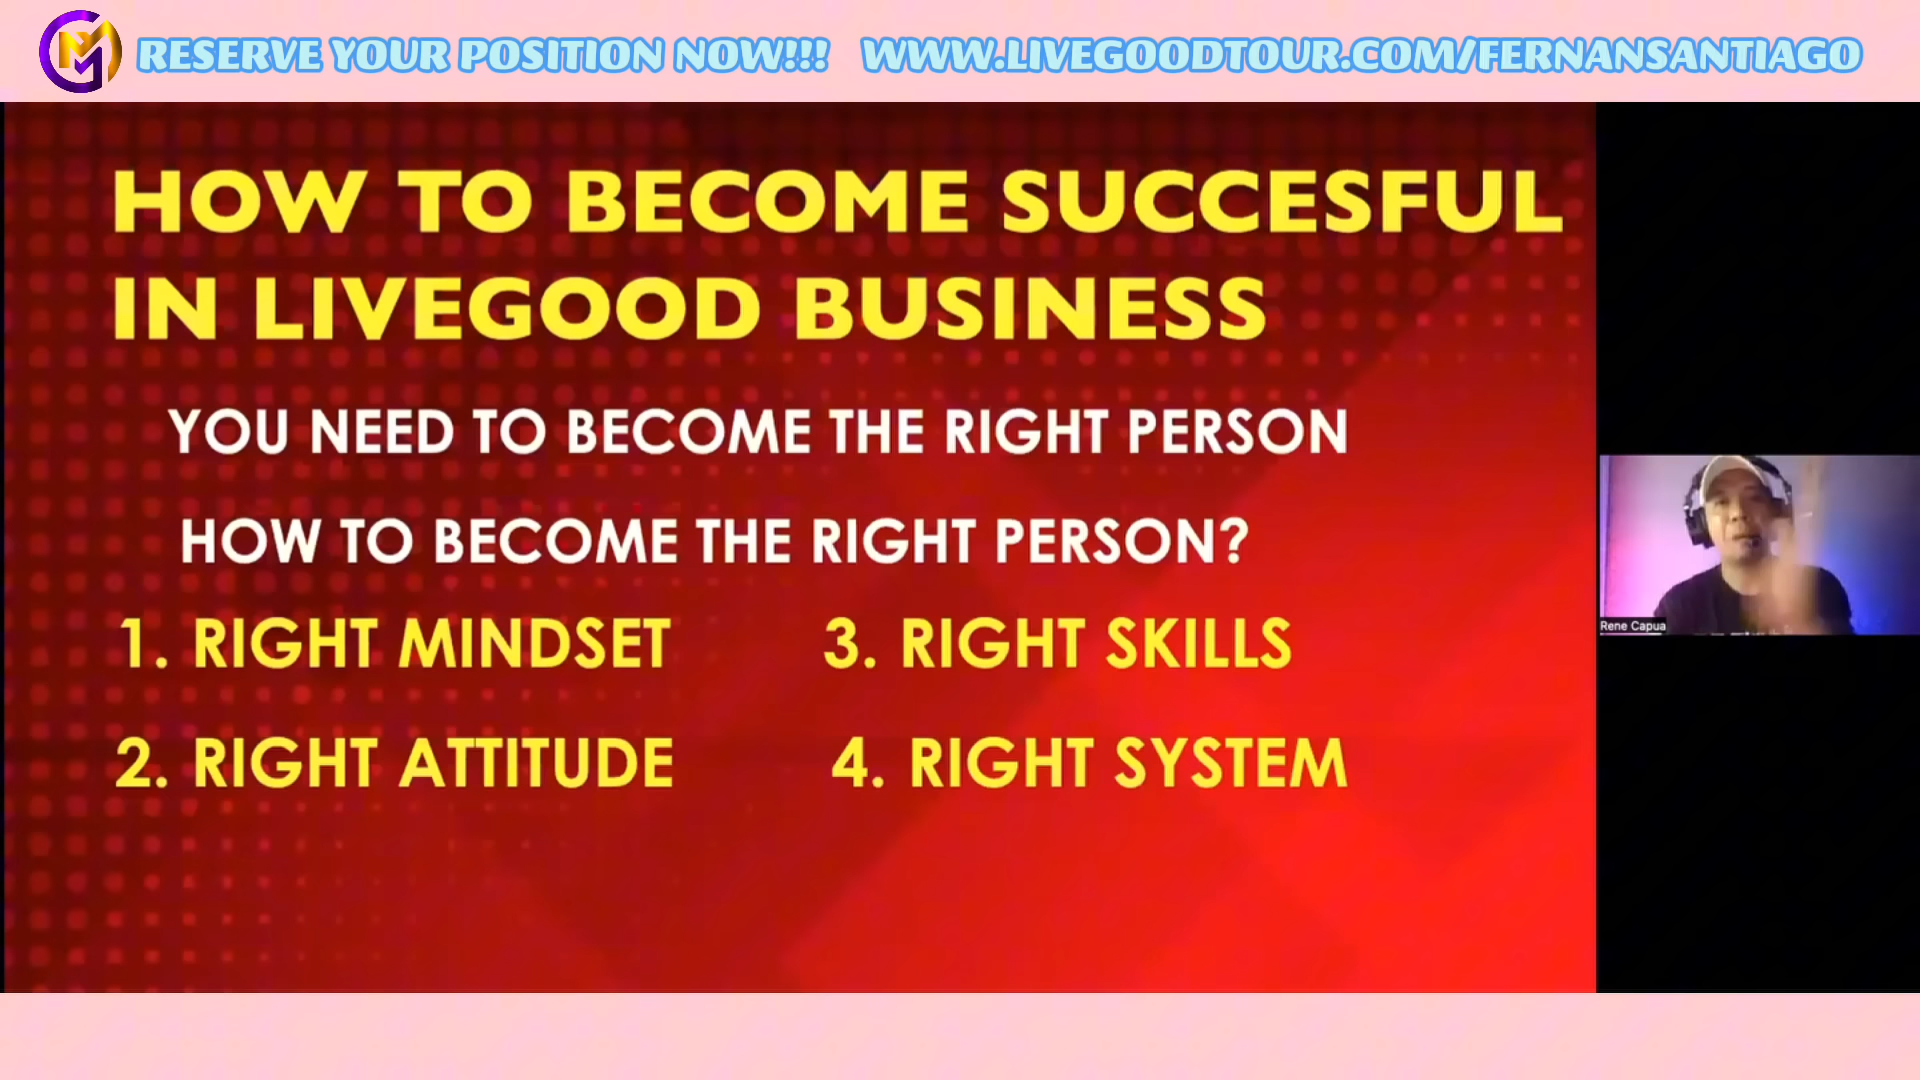 RESERVE YOUR POSITION NOW!!! WWW.LIVEGOODTOUR.COM/FERNANSANTIAGO
HOW TO BECOME SUCCESFUL
IN LIVEGOOD BUSINESS
YOU NEED TO BECOME THE RIGHT PERSON
HOW TO BECOME THE RIGHT PERSON?
1. RIGHT MINDSET
2. RIGHT ATTITUDE
3. RIGHT SKILLS
4. RIGHT SYSTEM
Rene Capua